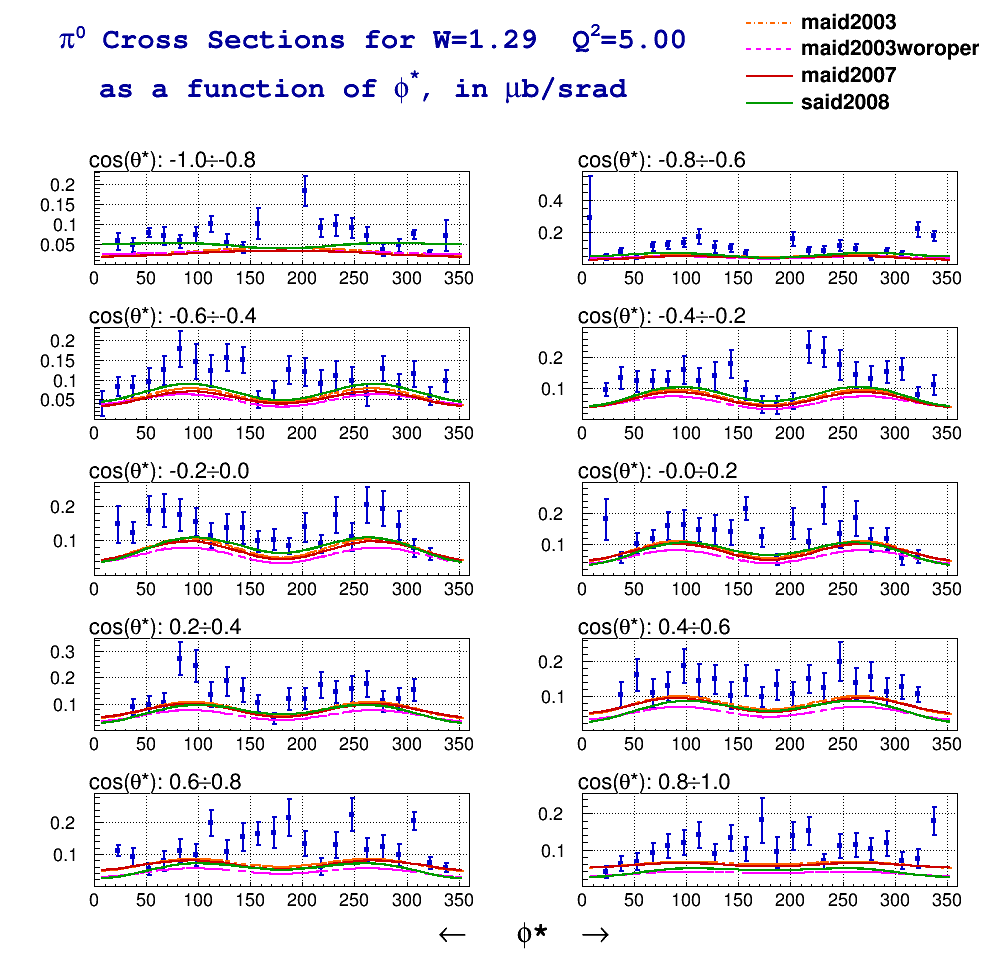 π⁰ Cross Sections for W=1.29 Q²=5.00
as a function of ϕ*, in μb/srad
maid2003
maid2003woroper
maid2007
said2008
cos(θ*): -1.0÷-0.8
0.2
0.1
0.05
0 50 100 150 200 250 300 350
cos(θ*): -0.8÷-0.6
0.4
0.2
0 50 100 150 200 250 300 350
cos(θ*): -0.6÷-0.4
0.2
0.15
0.1
0.05
0 50 100 150 200 250 300 350
cos(θ*): -0.4÷-0.2
0.2
0.1
0 50 100 150 200 250 300 350
cos(θ*): -0.2÷0.0
0.2
0.1
0 50 100 150 200 250 300 350
cos(θ*): -0.0÷0.2
0.2
0.1
0 50 100 150 200 250 300 350
cos(θ*): 0.2÷0.4
0.3
0.2
0.1
0 50 100 150 200 250 300 350
cos(θ*): 0.4÷0.6
0.2
0.1
0 50 100 150 200 250 300 350
cos(θ*): 0.6÷0.8
0.2
0.1
0 50 100 150 200 250 300 350
cos(θ*): 0.8÷1.0
0.2
0.1
0 50 100 150 200 250 300 350
← ϕ* →